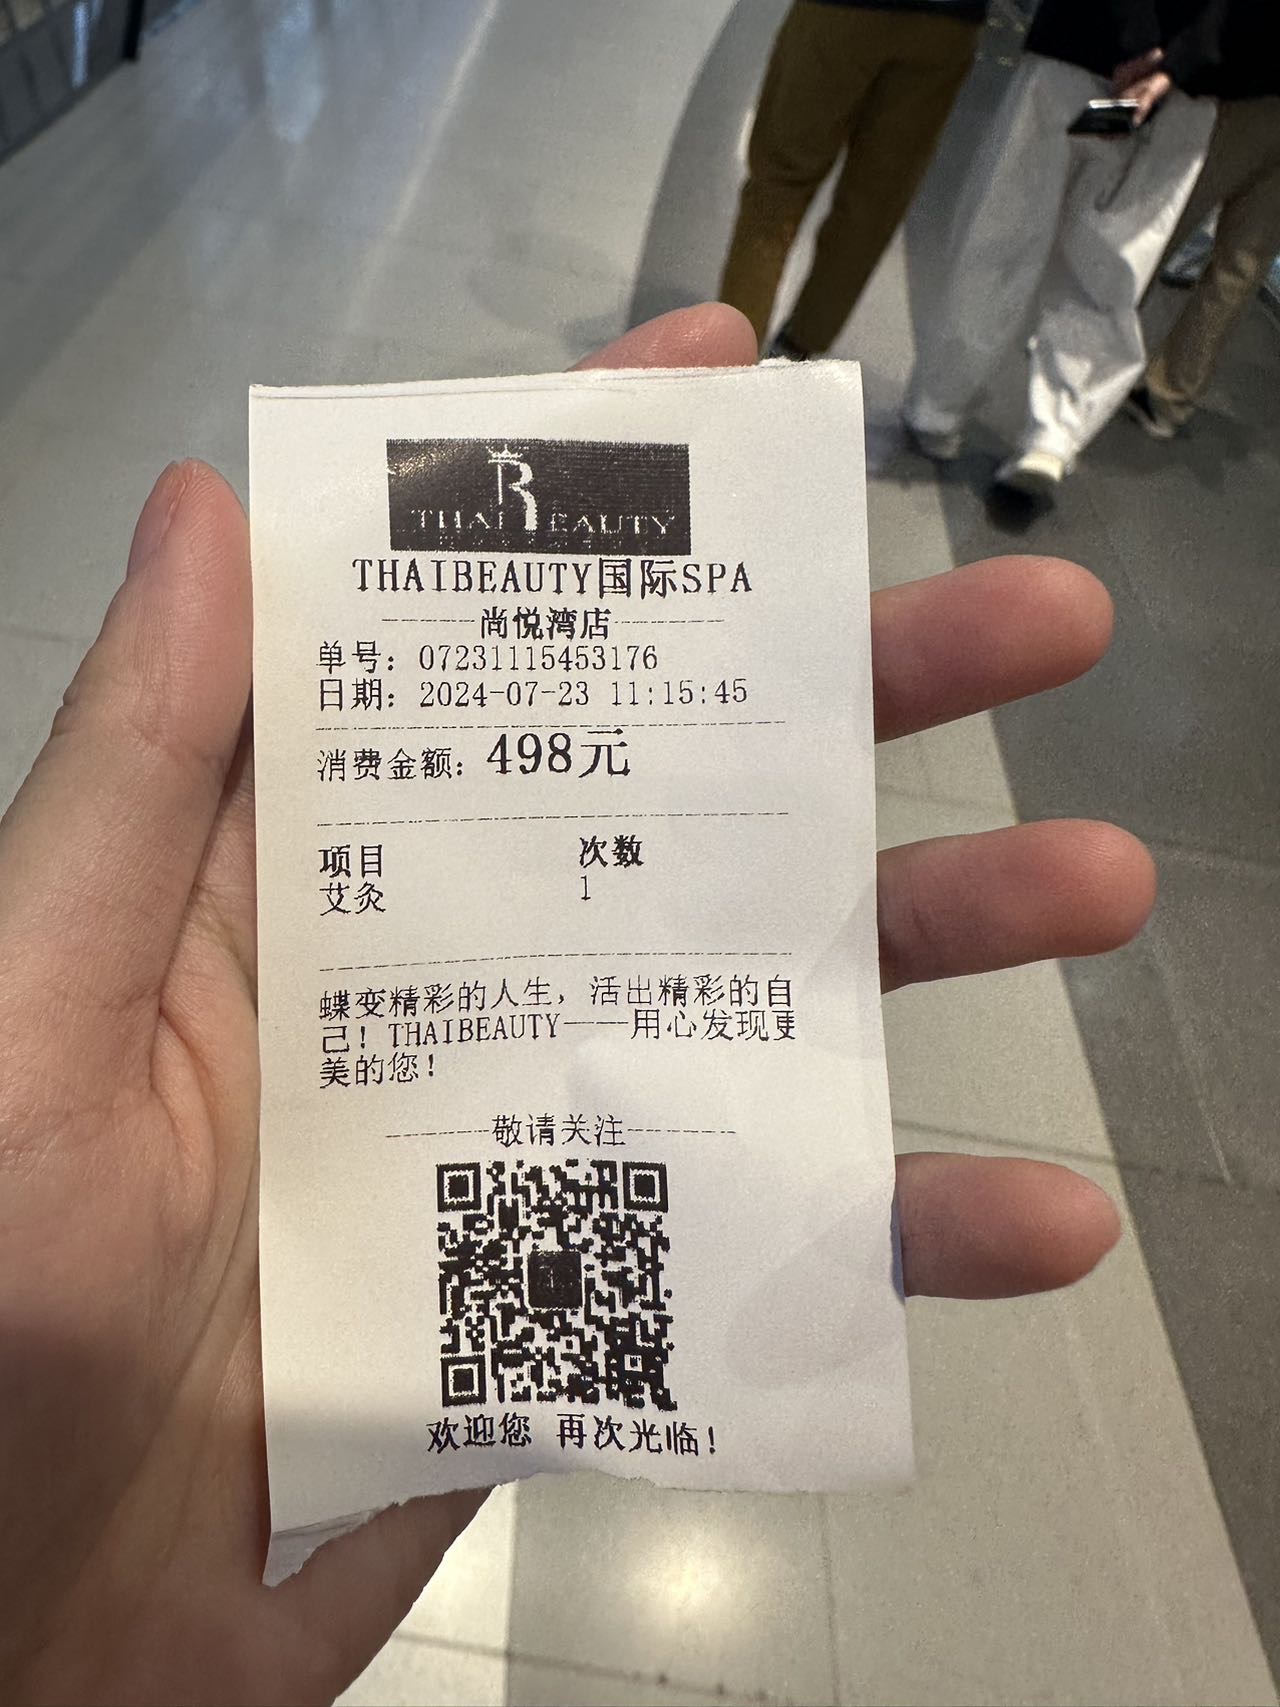 THAI BEAUTY
THAIBEAUTY国际SPA
尚悦湾店
单号：07231115453176
日期：2024-07-23 11:15:45
消费金额：498元
项目 次数
艾灸 1
蝶变精彩的人生，活出精彩的自
己！THAIBEAUTY——用心发现更
美的您！
敬请关注
欢迎您 再次光临！